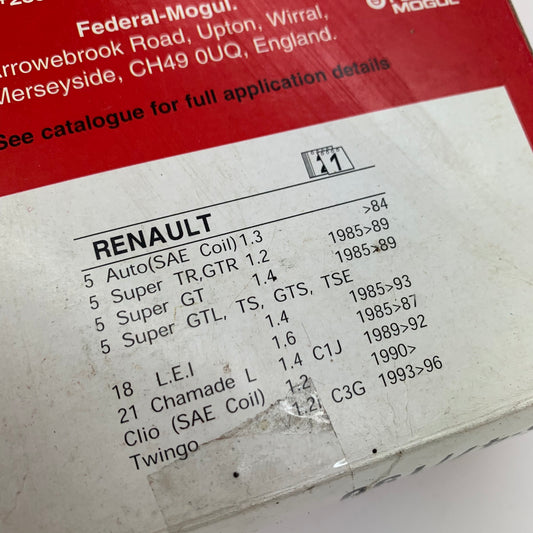 MOGUL
Federal-Mogul.
rrowebrook Road, Upton, Wirral,
Merseyside, CH49 0UQ, England.
See catalogue for full application details
21
RENAULT
5 Auto(SAE Coil) 1.3 >84
5 Super TR,GTR 1.2 1985>89
5 Super GT 1.4 1985>89
5 Super GTL, TS, GTS, TSE
1.4 1985>93
18 L.E.I 1.6 1985>87
21 Chamade L 1.4 C1J 1989>92
Clio (SAE Coil) 1.2 1990>
Twingo 1.2i C3G 1993>96